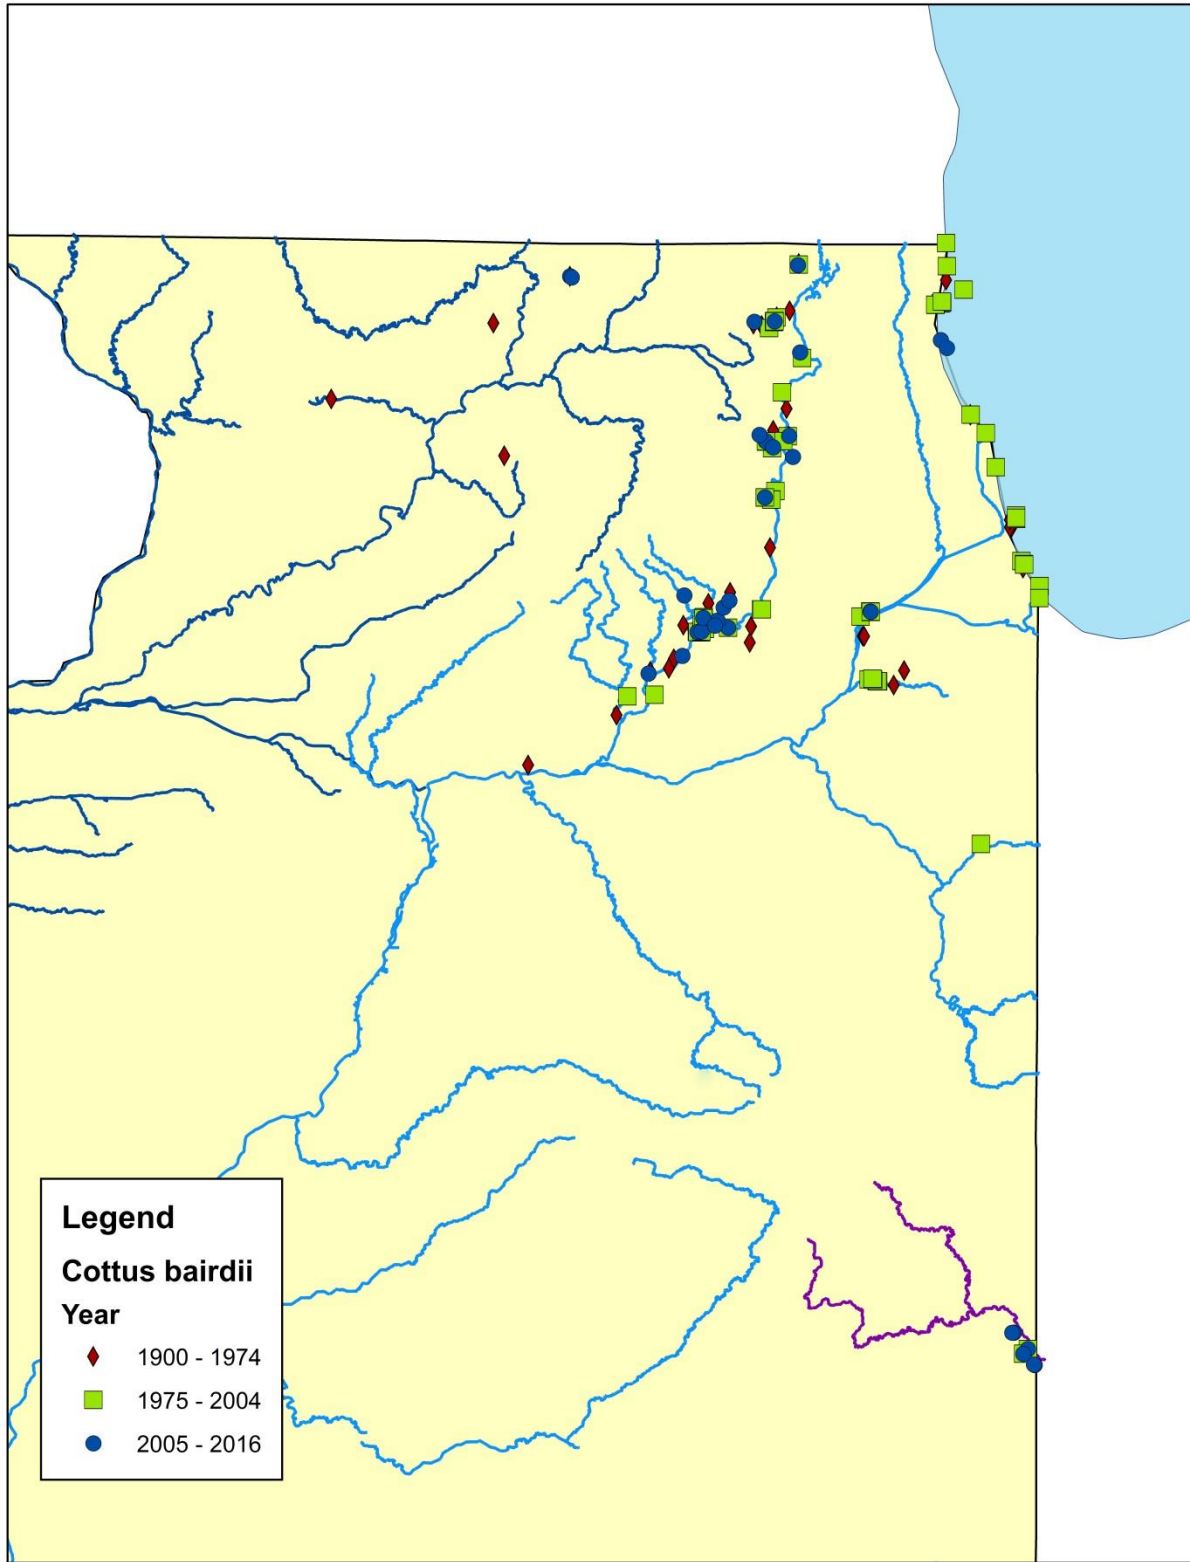 Legend
Cottus bairdii
Year
1900 - 1974
1975 - 2004
2005 - 2016